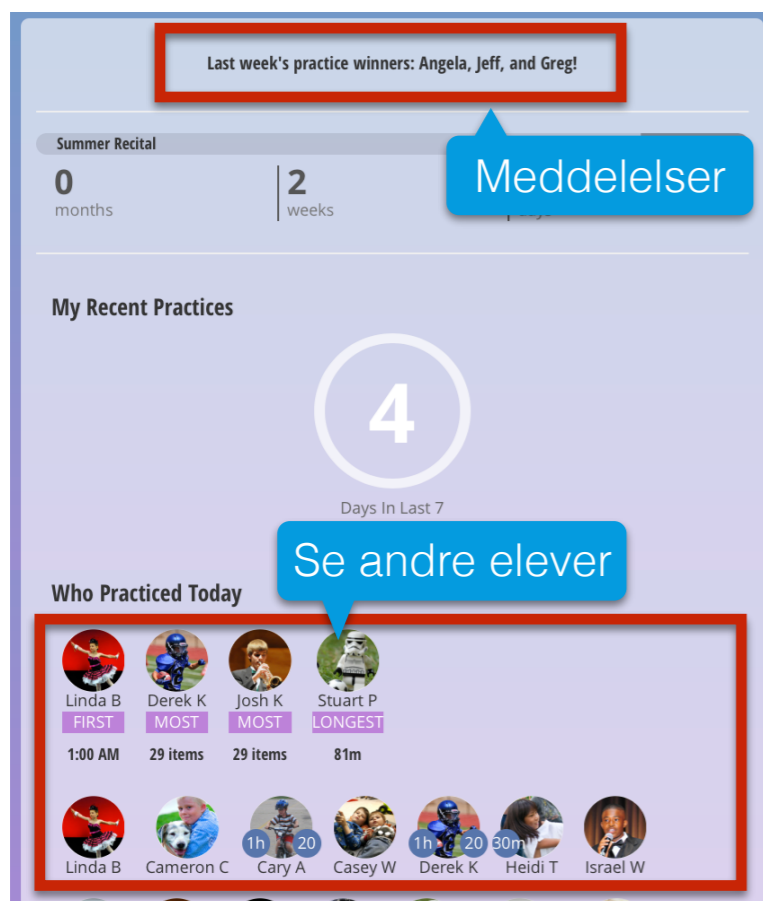 Last week's practice winners: Angela, Jeff, and Greg!
Summer Recital
Meddelelser
0
2
months
weeks
My Recent Practices
4
Days In Last 7
Se andre elever
Who Practiced Today
Linda B Derek K Josh K Stuart P
FIRST MOST MOST LONGEST
1:00 AM 29 items 29 items 81m
1h 20 1h 20 30m
Linda B Cameron C Cary A Casey W Derek K Heidi T Israel W